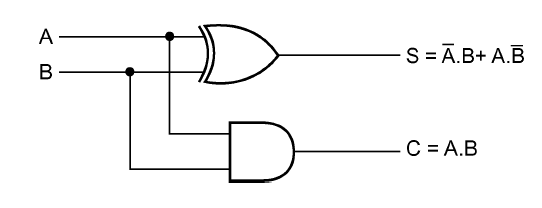 A
B
S = A̅.B+ A.B̅
C = A.B